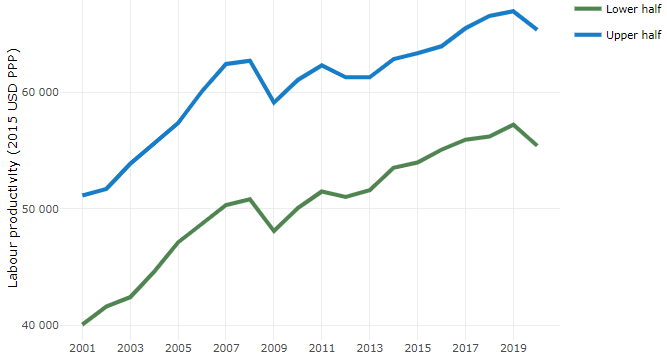 Lower half
Upper half
Labour productivity (2015 USD PPP)
60 000
50 000
40 000
2001 2003 2005 2007 2009 2011 2013 2015 2017 2019